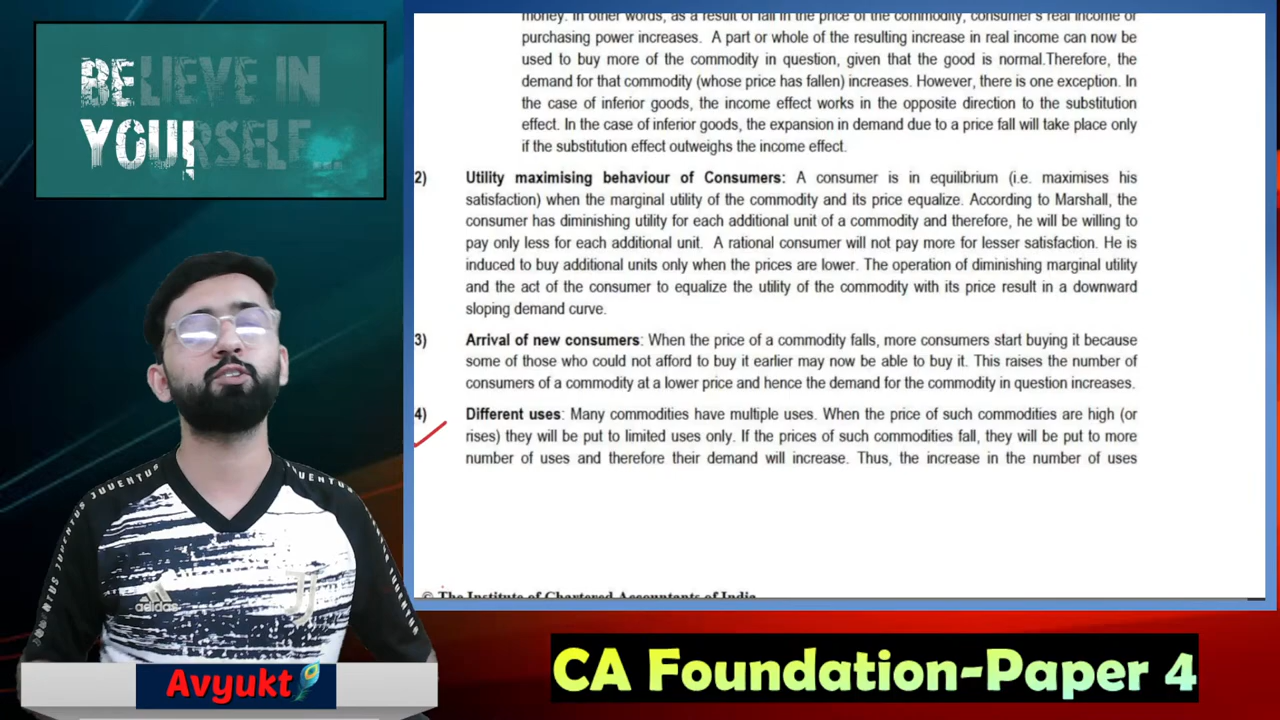 BELIEVE IN
YOURSELF...
money. In other words, as a result of fall in the price of the commodity, consumer's real income or
purchasing power increases. A part or whole of the resulting increase in real income can now be
used to buy more of the commodity in question, given that the good is normal.Therefore, the
demand for that commodity (whose price has fallen) increases. However, there is one exception. In
the case of inferior goods, the income effect works in the opposite direction to the substitution
effect. In the case of inferior goods, the expansion in demand due to a price fall will take place only
if the substitution effect outweighs the income effect.
2) Utility maximising behaviour of Consumers: A consumer is in equilibrium (i.e. maximises his
satisfaction) when the marginal utility of the commodity and its price equalize. According to Marshall, the
consumer has diminishing utility for each additional unit of a commodity and therefore, he will be willing to
pay only less for each additional unit. A rational consumer will not pay more for lesser satisfaction. He is
induced to buy additional units only when the prices are lower. The operation of diminishing marginal utility
and the act of the consumer to equalize the utility of the commodity with its price result in a downward
sloping demand curve.
3) Arrival of new consumers: When the price of a commodity falls, more consumers start buying it because
some of those who could not afford to buy it earlier may now be able to buy it. This raises the number of
consumers of a commodity at a lower price and hence the demand for the commodity in question increases.
4) Different uses: Many commodities have multiple uses. When the price of such commodities are high (or
rises) they will be put to limited uses only. If the prices of such commodities fall, they will be put to more
number of uses and therefore their demand will increase. Thus, the increase in the number of uses
© The Institute of Chartered Accountants of India
JUVENTUS JUVENTUS
JUVENTUS JUVENTUS
adidas
Avyukt
CA Foundation-Paper 4